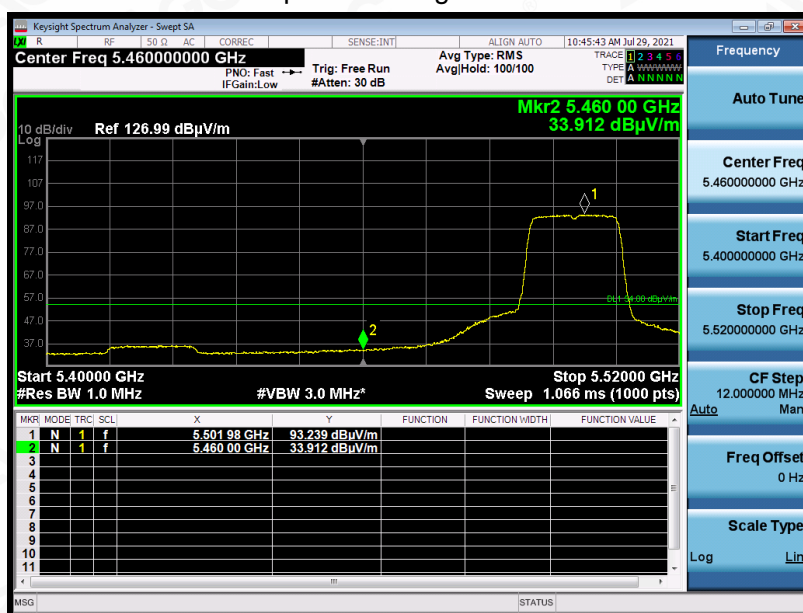 Keysight Spectrum Analyzer - Swept SA
LXI R RF 50 Ω AC CORREC SENSE:INT ALIGN AUTO 10:45:43 AM Jul 29, 2021
Center Freq 5.460000000 GHz
PNO: Fast
IFGain:Low
Trig: Free Run
#Atten: 30 dB
Avg Type: RMS
Avg|Hold: 100/100
TRACE 1 2 3 4 5 6
TYPE A WWWWW
DET A N N N N N
Mkr2 5.460 00 GHz
33.912 dBµV/m
10 dB/div Ref 126.99 dBµV/m
Log
117
107
97.0
87.0
77.0
67.0
57.0
47.0
37.0
1
2
DL1 54.00 dBµV/m
Start 5.40000 GHz Stop 5.52000 GHz
#Res BW 1.0 MHz #VBW 3.0 MHz* Sweep 1.066 ms (1000 pts)
MKR MODE TRC SCL X Y FUNCTION FUNCTION WIDTH FUNCTION VALUE
1 N 1 f 5.501 98 GHz 93.239 dBµV/m
2 N 1 f 5.460 00 GHz 33.912 dBµV/m
3
4
5
6
7
8
9
10
11
MSG STATUS
Frequency
Auto Tune
Center Freq
5.460000000 GHz
Start Freq
5.400000000 GHz
Stop Freq
5.520000000 GHz
CF Step
12.000000 MHz
Auto Man
Freq Offset
0 Hz
Scale Type
Log Lin